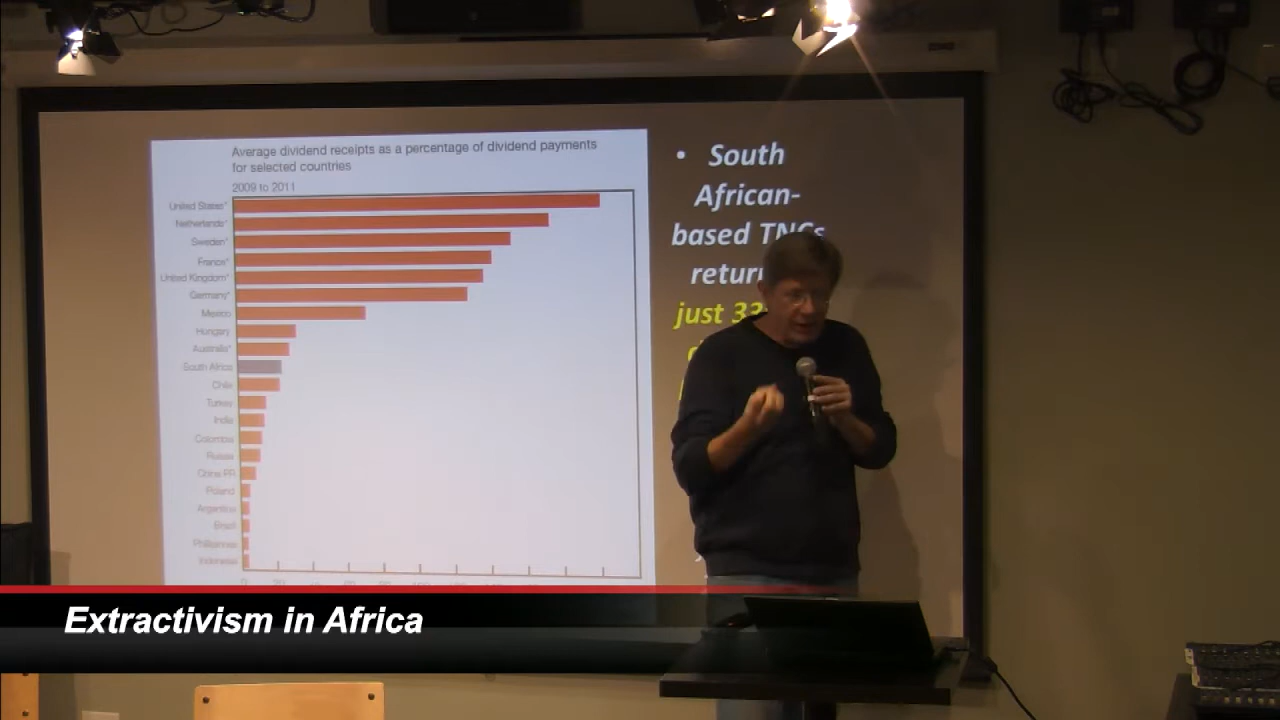 Average dividend receipts as a percentage of dividend payments
for selected countries
2009 to 2011
United States*
Netherlands*
Sweden*
France*
United Kingdom*
Germany*
Mexico
Hungary
Australia*
South Africa
Chile
Turkey
India
Colombia
Russia
China PR
Poland
Argentina
Brazil
Philippines
Indonesia
0 20
• South
African-
based TNCs
just
Extractivism in Africa